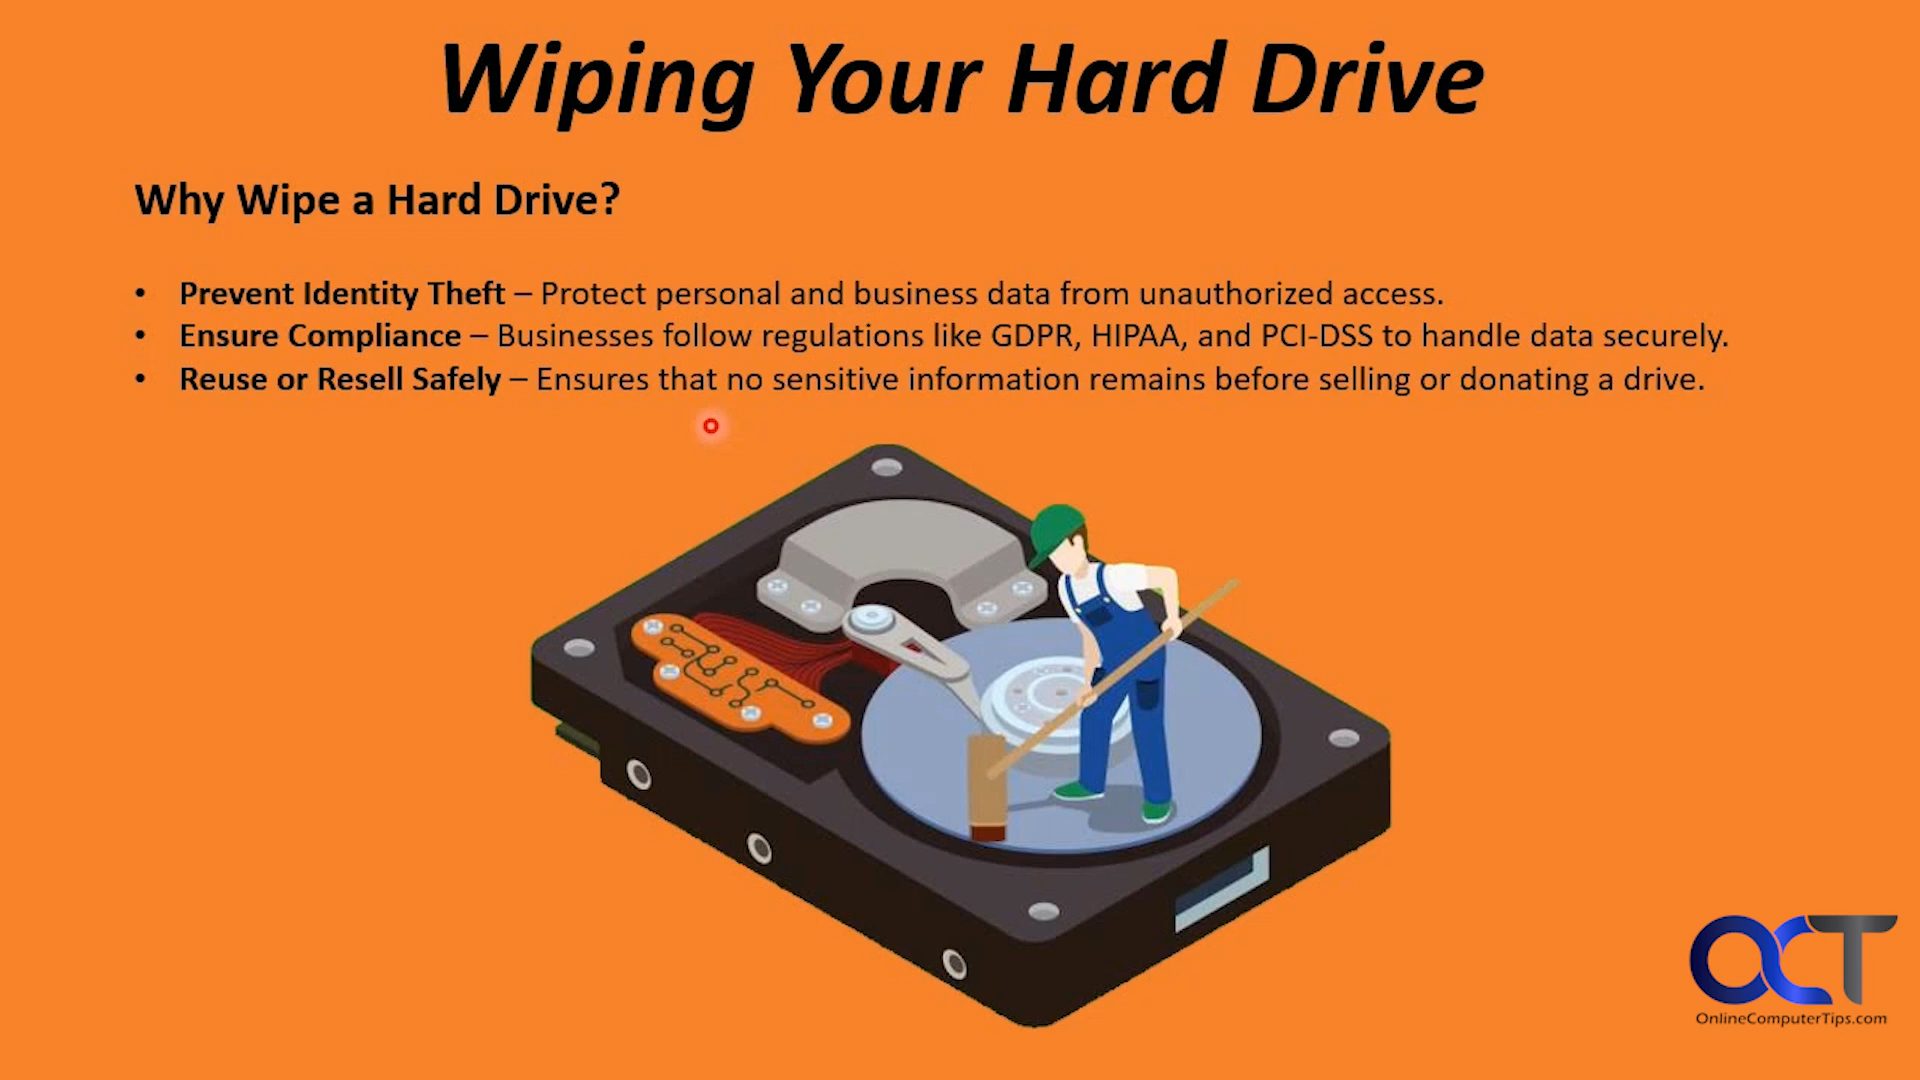 Wiping Your Hard Drive
Why Wipe a Hard Drive?
• Prevent Identity Theft – Protect personal and business data from unauthorized access.
• Ensure Compliance – Businesses follow regulations like GDPR, HIPAA, and PCI-DSS to handle data securely.
• Reuse or Resell Safely – Ensures that no sensitive information remains before selling or donating a drive.
OCT
OnlineComputerTips.com